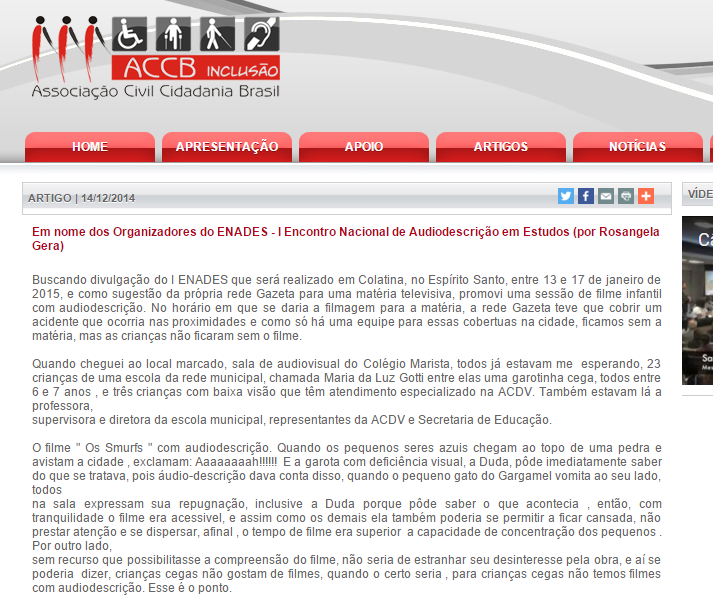 ACCB INCLUSÃO
Associação Civil Cidadania Brasil
HOME
APRESENTAÇÃO
APOIO
ARTIGOS
NOTÍCIAS
ARTIGO | 14/12/2014
VÍDE
Em nome dos Organizadores do ENADES - I Encontro Nacional de Audiodescrição em Estudos (por Rosangela
Gera)
Buscando divulgação do I ENADES que será realizado em Colatina, no Espírito Santo, entre 13 e 17 de janeiro de
2015, e como sugestão da própria rede Gazeta para uma matéria televisiva, promovi uma sessão de filme infantil
com audiodescrição. No horário em que se daria a filmagem para a matéria, a rede Gazeta teve que cobrir um
acidente que ocorria nas proximidades e como só há uma equipe para essas coberturas na cidade, ficamos sem a
matéria, mas as crianças não ficaram sem o filme.
Quando cheguei ao local marcado, sala de audiovisual do Colégio Marista, todos já estavam me esperando, 23
crianças de uma escola da rede municipal, chamada Maria da Luz Gotti entre elas uma garotinha cega, todos entre
6 e 7 anos , e três crianças com baixa visão que têm atendimento especializado na ACDV. Também estavam lá a
professora,
supervisora e diretora da escola municipal, representantes da ACDV e Secretaria de Educação.
O filme " Os Smurfs " com audiodescrição. Quando os pequenos seres azuis chegam ao topo de uma pedra e
avistam a cidade , exclamam: Aaaaaaaah!!!!!! E a garota com deficiência visual, a Duda, pôde imediatamente saber
do que se tratava, pois áudio-descrição dava conta disso, quando o pequeno gato do Gargamel vomita ao seu lado,
todos
na sala expressam sua repugnação, inclusive a Duda porque pôde saber o que acontecia , então, com
tranquilidade o filme era acessivel, e assim como os demais ela também poderia se permitir a ficar cansada, não
prestar atenção e se dispersar, afinal , o tempo de filme era superior a capacidade de concentração dos pequenos .
Por outro lado,
sem recurso que possibilitasse a compreensão do filme, não seria de estranhar seu desinteresse pela obra, e aí se
poderia dizer, crianças cegas não gostam de filmes, quando o certo seria , para crianças cegas não temos filmes
com audiodescrição. Esse é o ponto.